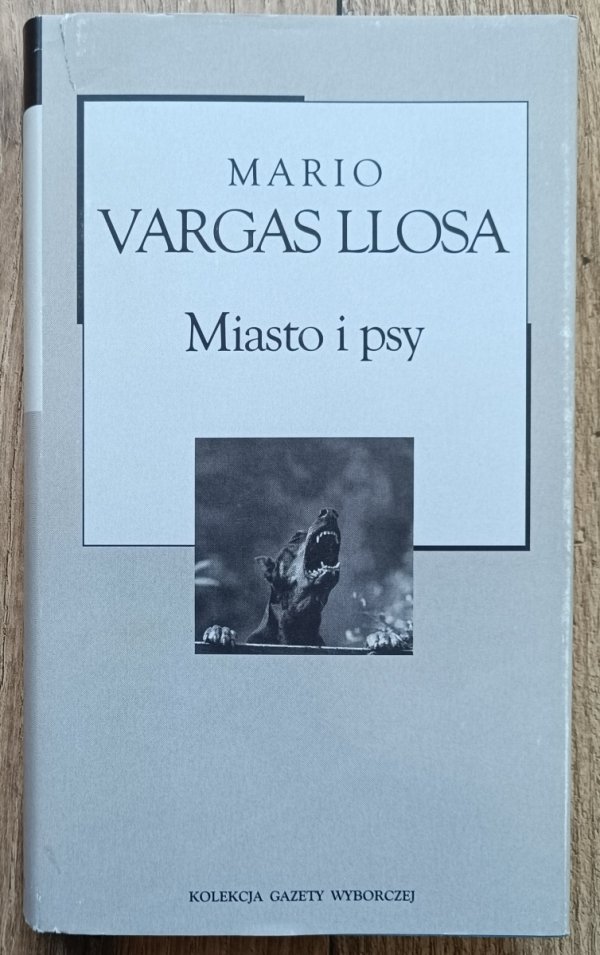 MARIO
VARGAS LLOSA
Miasto i psy
KOLEKCJA GAZETY WYBORCZEJ